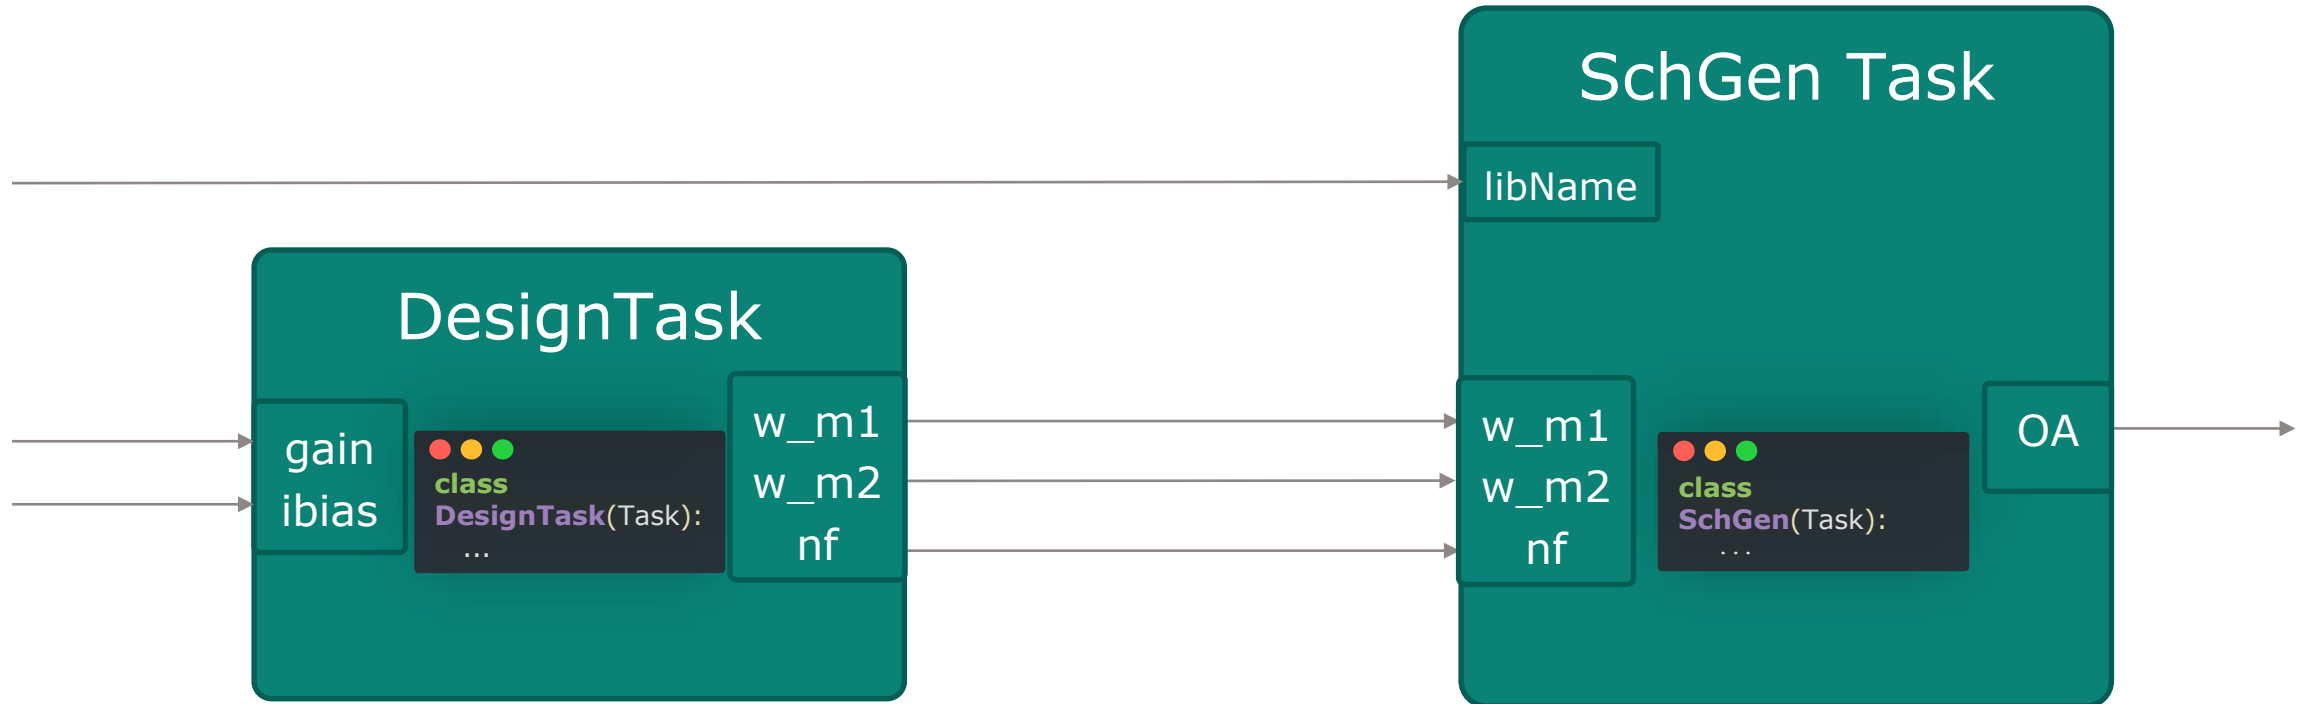 SchGen Task
libName
DesignTask
gain
ibias
class
DesignTask(Task):
...
w_m1
w_m2
nf
w_m1
w_m2
nf
class
SchGen(Task):
...
OA